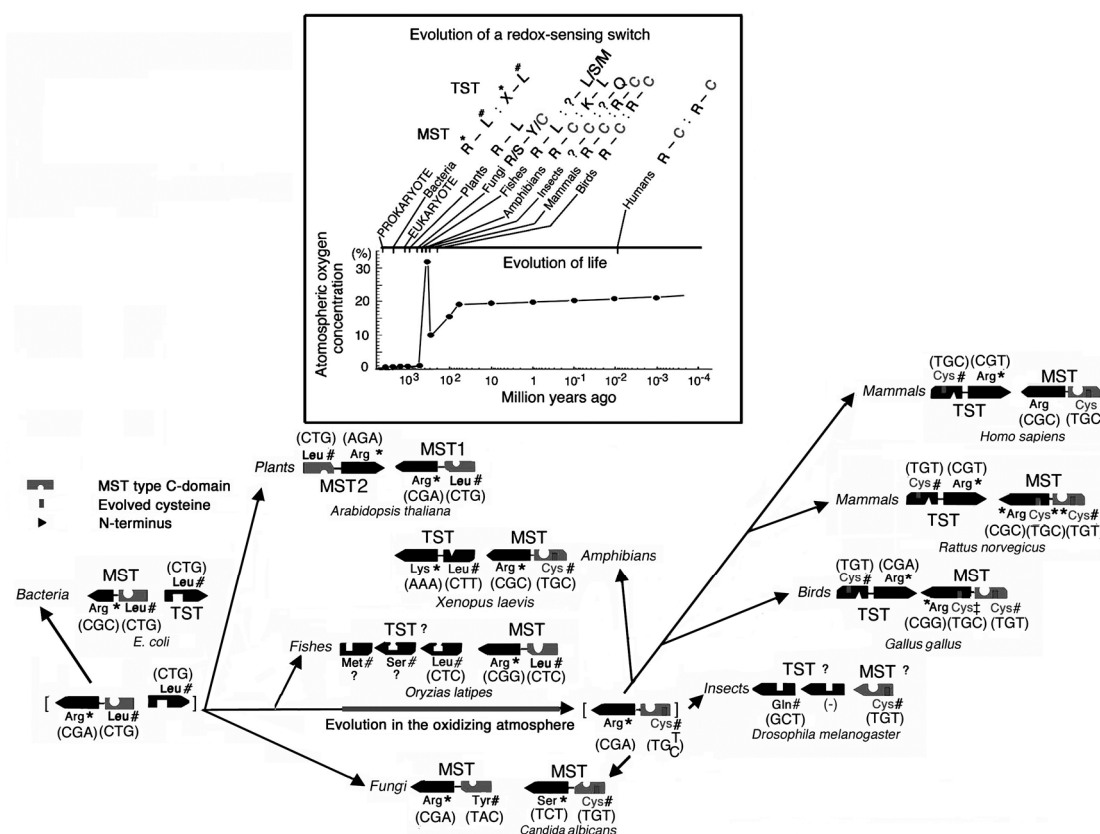 Evolution of a redox-sensing switch
TST
MST
R – L : X – L
* # * #
R – L
R/S – Y/C
R – L : ? – L/S/M
R – C : K – L
? – C : ? – Q
R – C : R – C
R – C : R – C
R – C : R – C
PROKARYOTE
Bacteria
EUKARYOTE
Plants
Fungi
Fishes
Amphibians
Insects
Mammals
Birds
Humans
Evolution of life
Atomospheric oxygen
concentration
(%)
30
20
10
0
10³ 10² 10 1 10⁻¹ 10⁻² 10⁻³ 10⁻⁴
Million years ago
MST type C-domain
Evolved cysteine
N-terminus
Plants
(CTG) (AGA)
Leu # Arg *
MST2
MST1
Arg * Leu #
(CGA) (CTG)
Arabidopsis thaliana
TST
Lys * Leu #
(AAA) (CTT)
MST
Arg * Cys #
(CGC) (TGC)
Amphibians
Xenopus laevis
Bacteria
MST
Arg * Leu #
(CGC) (CTG)
(CTG)
Leu #
TST
E. coli
Fishes
TST ?
Met # Ser # Leu #
? ? (CTC)
MST
Arg * Leu #
(CGG) (CTC)
Oryzias latipes
[ Arg * Leu #
(CGA) (CTG)
(CTG)
Leu # ]
Evolution in the oxidizing atmosphere
[ Arg * Cys # ]
(CGA) (TG T C)
Fungi
MST
Arg * Tyr#
(CGA) (TAC)
MST
Ser * Cys#
(TCT) (TGT)
Candida albicans
Mammals
(TGC) (CGT)
Cys # Arg *
TST
MST
Arg Cys
(CGC) (TGC
Homo sapiens
Mammals
(TGT) (CGT)
Cys # Arg *
TST
MST
*Arg Cys ** Cys#
(CGC) (TGC) (TGT)
Rattus norvegicus
Birds
(TGT) (CGA)
Cys # Arg *
TST
MST
*Arg Cys‡ Cys #
(CGG) (TGC) (TGT)
Gallus gallus
Insects
TST ?
Gln#
(GCT) (-)
MST ?
Cys#
(TGT)
Drosophila melanogaster